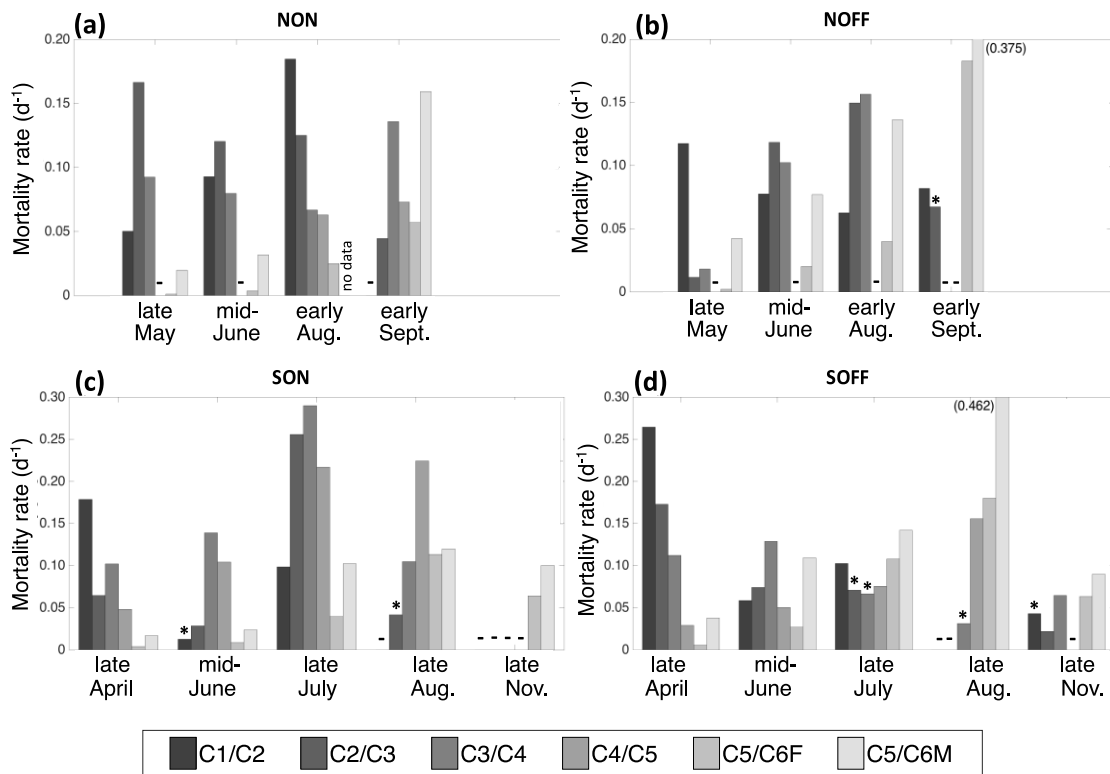 (a) NON
Mortality rate (d⁻¹)
0.20
0.15
0.10
0.05
0
- - no data -
late May
mid-June
early Aug.
early Sept.
(b) NOFF
Mortality rate (d⁻¹)
0.20
0.15
0.10
0.05
0
(0.375)
*
- - - - -
late May
mid-June
early Aug.
early Sept.
(c) SON
Mortality rate (d⁻¹)
0.30
0.25
0.20
0.15
0.10
0.05
0
* - * - - - -
late April
mid-June
late July
late Aug.
late Nov.
(d) SOFF
Mortality rate (d⁻¹)
0.30
0.25
0.20
0.15
0.10
0.05
0
(0.462)
* * - - * * -
late April
mid-June
late July
late Aug.
late Nov.
C1/C2 C2/C3 C3/C4 C4/C5 C5/C6F C5/C6M